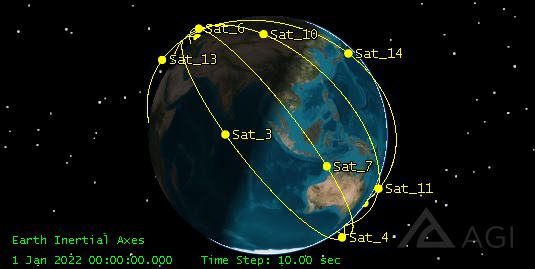 Sat_6
Sat_10
Sat_14
Sat_13
Sat_3
Sat_7
Sat_11
Sat_4
AGI
Earth Inertial Axes
1 Jan 2022 00:00:00.000 Time Step: 10.00 sec